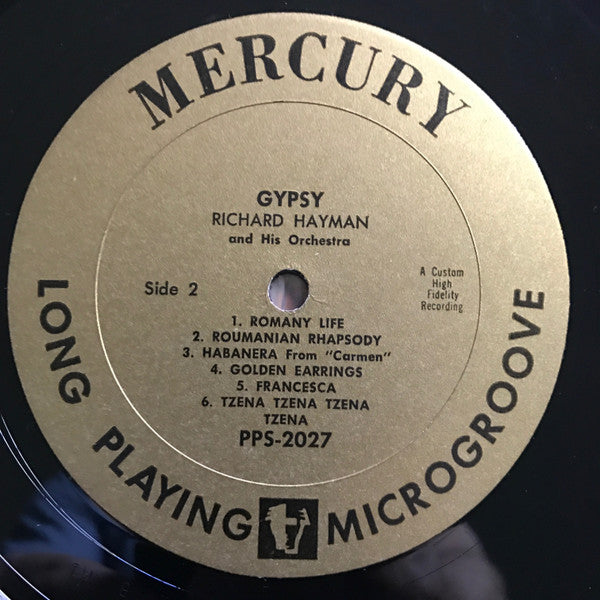 MERCURY
GYPSY
RICHARD HAYMAN
and His Orchestra
Side 2
A Custom
High
Fidelity
Recording
1. ROMANY LIFE
2. ROUMANIAN RHAPSODY
3. HABANERA From "Carmen"
4. GOLDEN EARRINGS
5. FRANCESCA
6. TZENA TZENA TZENA
TZENA
PPS-2027
LONG PLAYING MICROGROOVE